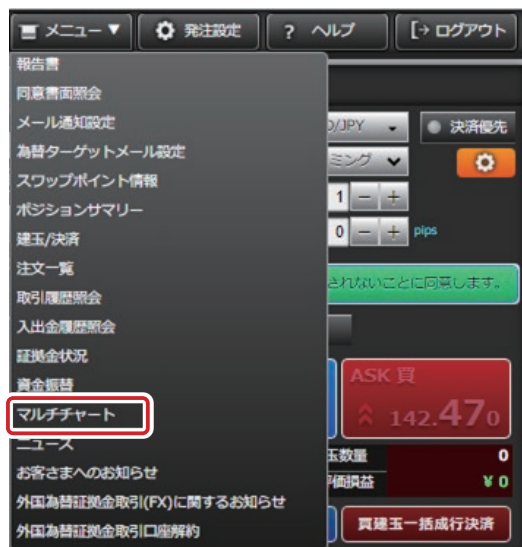 メニュー▼ 発注設定 ? ヘルプ ログアウト
報告書
同意書面照会
メール通知設定
為替ターゲットメール設定
スワップポイント情報
ポジションサマリー
建玉/決済
注文一覧
取引履歴照会
入出金履歴照会
証拠金状況
資金振替
マルチチャート
ニュース
お客さまへのお知らせ
外国為替証拠金取引(FX)に関するお知らせ
外国為替証拠金取引口座解約
/JPY 決済優先
ミング
1 − +
0 − + pips
されないことに同意します。
ASK 買
142.470
玉数量 0
評価損益 ¥ 0
買建玉一括成行決済